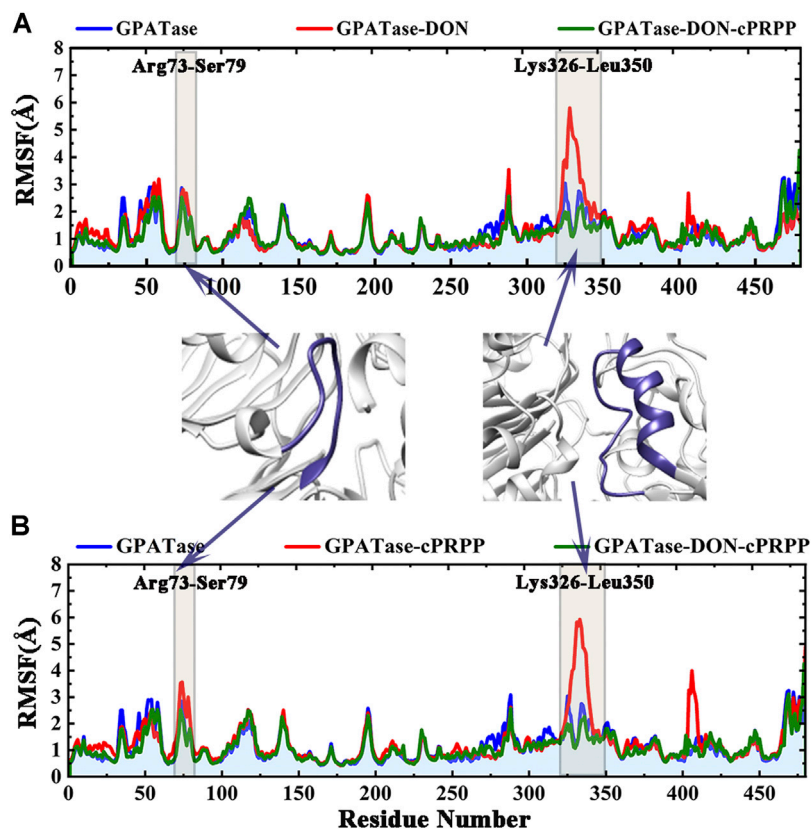 A
GPATase GPATase-DON GPATase-DON-cPRPP
Arg73-Ser79 Lys326-Leu350
RMSF(Å)
8
7
6
5
4
3
2
1
0
0 50 100 150 200 250 300 350 400 450
B
GPATase GPATase-cPRPP GPATase-DON-cPRPP
Arg73-Ser79 Lys326-Leu350
RMSF(Å)
8
7
6
5
4
3
2
1
0
0 50 100 150 200 250 300 350 400 450
Residue Number